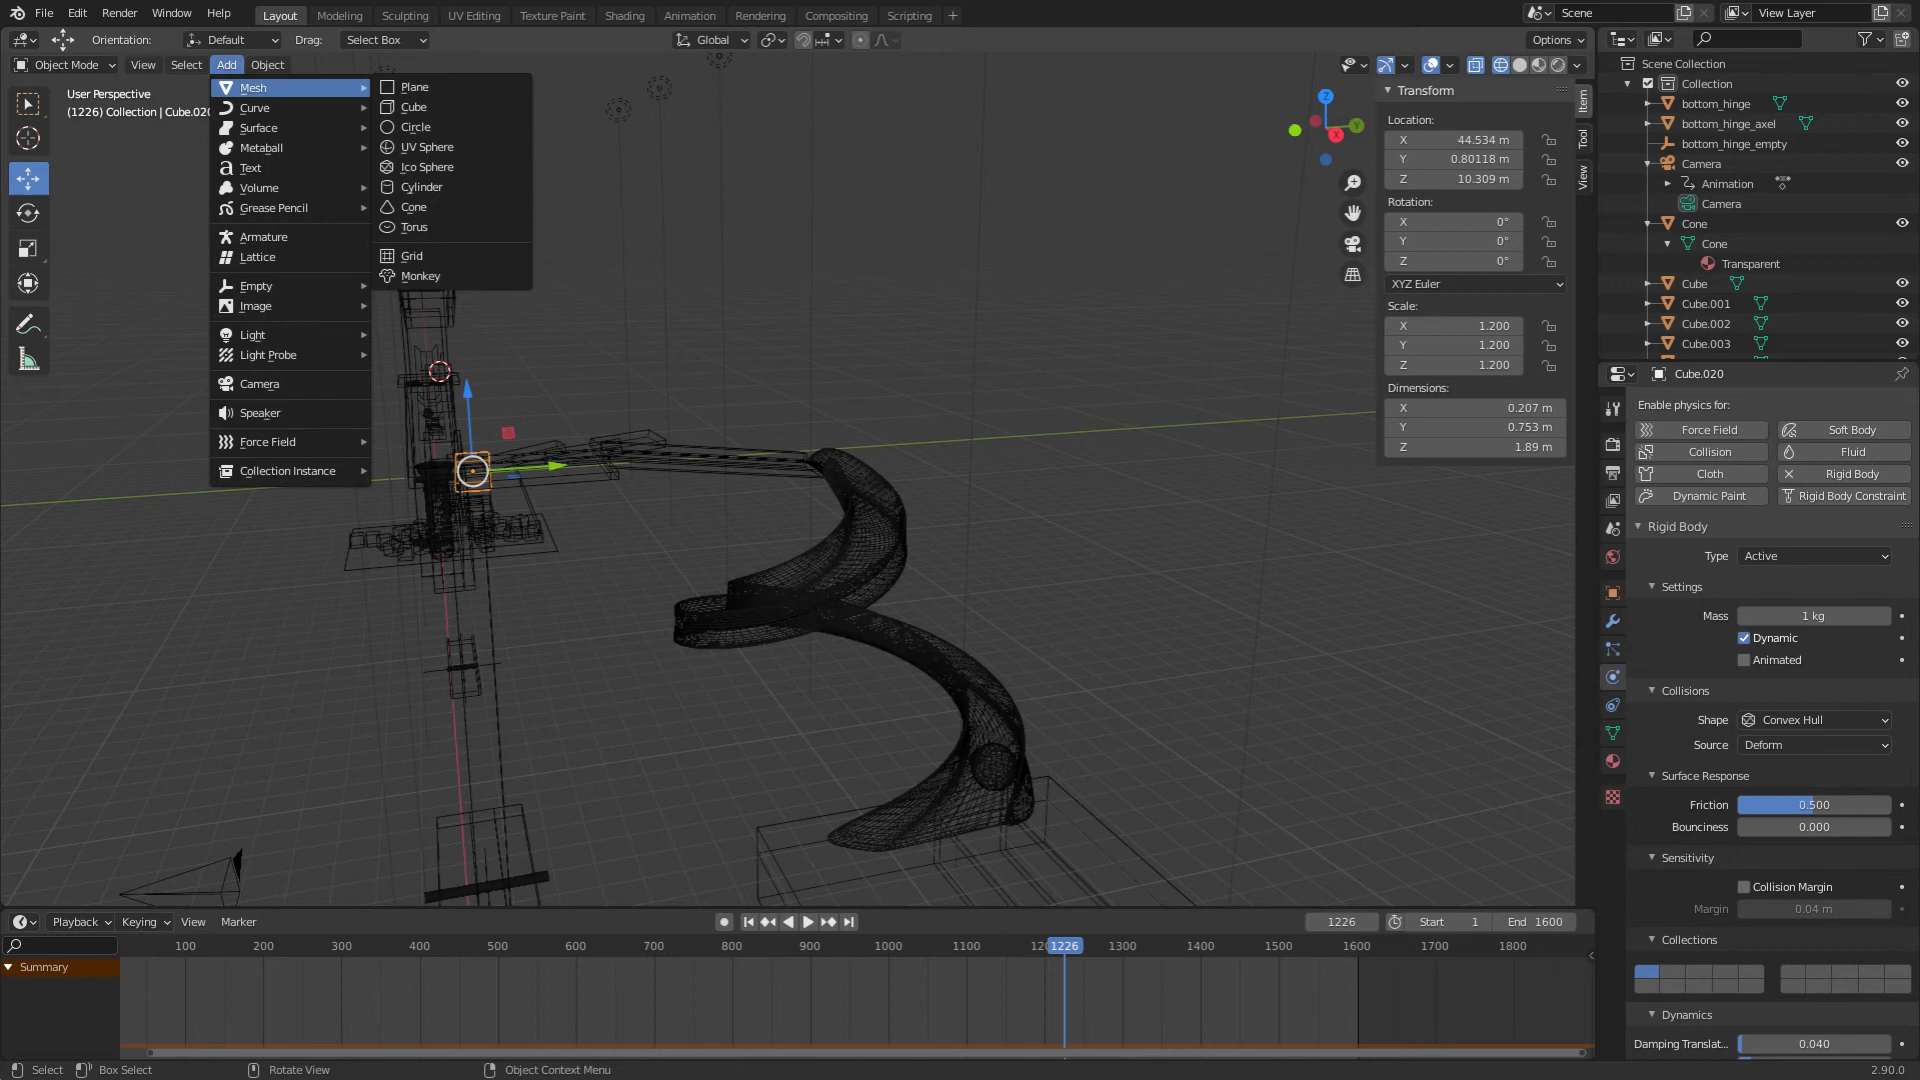 File Edit Render Window Help Layout Modeling Sculpting UV Editing Texture Paint Shading Animation Rendering Compositing Scripting + Scene View Layer
Orientation: Default Drag: Select Box Global Options
Object Mode View Select Add Object
User Perspective
(1226) Collection | Cube.020
Mesh
Curve
Surface
Metaball
Text
Volume
Grease Pencil
Armature
Lattice
Empty
Image
Light
Light Probe
Camera
Speaker
Force Field
Collection Instance
Plane
Cube
Circle
UV Sphere
Ico Sphere
Cylinder
Cone
Torus
Grid
Monkey
Z
Y
X
Transform
Location:
X 44.534 m
Y 0.80118 m
Z 10.309 m
Rotation:
X 0°
Y 0°
Z 0°
XYZ Euler
Scale:
X 1.200
Y 1.200
Z 1.200
Dimensions:
X 0.207 m
Y 0.753 m
Z 1.89 m
Item
Tool
View
Scene Collection
Collection
bottom_hinge
bottom_hinge_axel
bottom_hinge_empty
Camera
Animation
Camera
Cone
Cone
Transparent
Cube
Cube.001
Cube.002
Cube.003
Cube.020
Enable physics for:
Force Field Soft Body
Collision Fluid
Cloth Rigid Body
Dynamic Paint Rigid Body Constraint
Rigid Body
Type Active
Settings
Mass 1 kg
Dynamic
Animated
Collisions
Shape Convex Hull
Source Deform
Surface Response
Friction 0.500
Bounciness 0.000
Sensitivity
Collision Margin
Margin 0.04 m
Collections
Dynamics
Damping Translat... 0.040
Playback Keying View Marker 1226 Start 1 End 1600
100 200 300 400 500 600 700 800 900 1000 1100 120 1226 1300 1400 1500 1600 1700 1800
Summary
Select Box Select Rotate View Object Context Menu 2.90.0